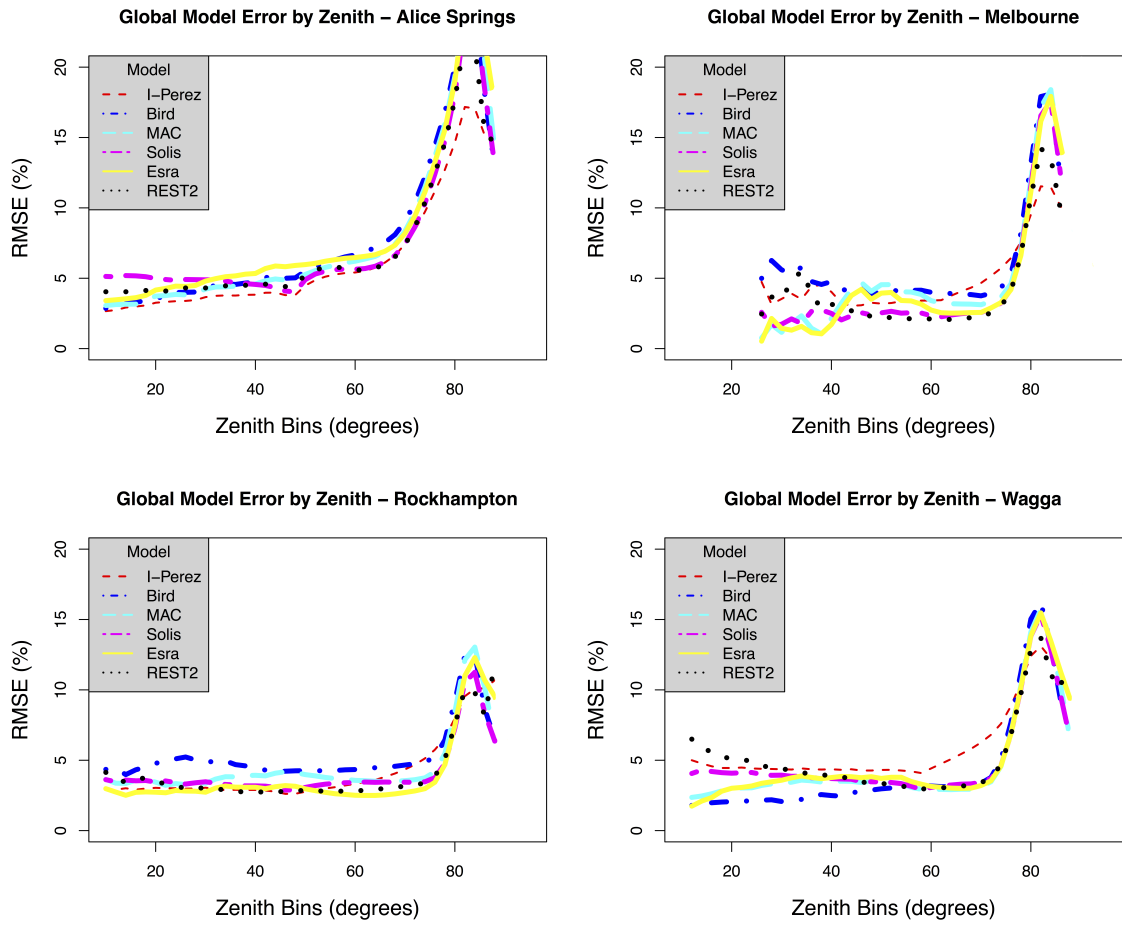 Global Model Error by Zenith – Alice Springs
RMSE (%)
20
15
10
5
0
Model
I–Perez
Bird
MAC
Solis
Esra
REST2
20 40 60 80
Zenith Bins (degrees)
Global Model Error by Zenith – Melbourne
RMSE (%)
20
15
10
5
0
Model
I–Perez
Bird
MAC
Solis
Esra
REST2
20 40 60 80
Zenith Bins (degrees)
Global Model Error by Zenith – Rockhampton
RMSE (%)
20
15
10
5
0
Model
I–Perez
Bird
MAC
Solis
Esra
REST2
20 40 60 80
Zenith Bins (degrees)
Global Model Error by Zenith – Wagga
RMSE (%)
20
15
10
5
0
Model
I–Perez
Bird
MAC
Solis
Esra
REST2
20 40 60 80
Zenith Bins (degrees)